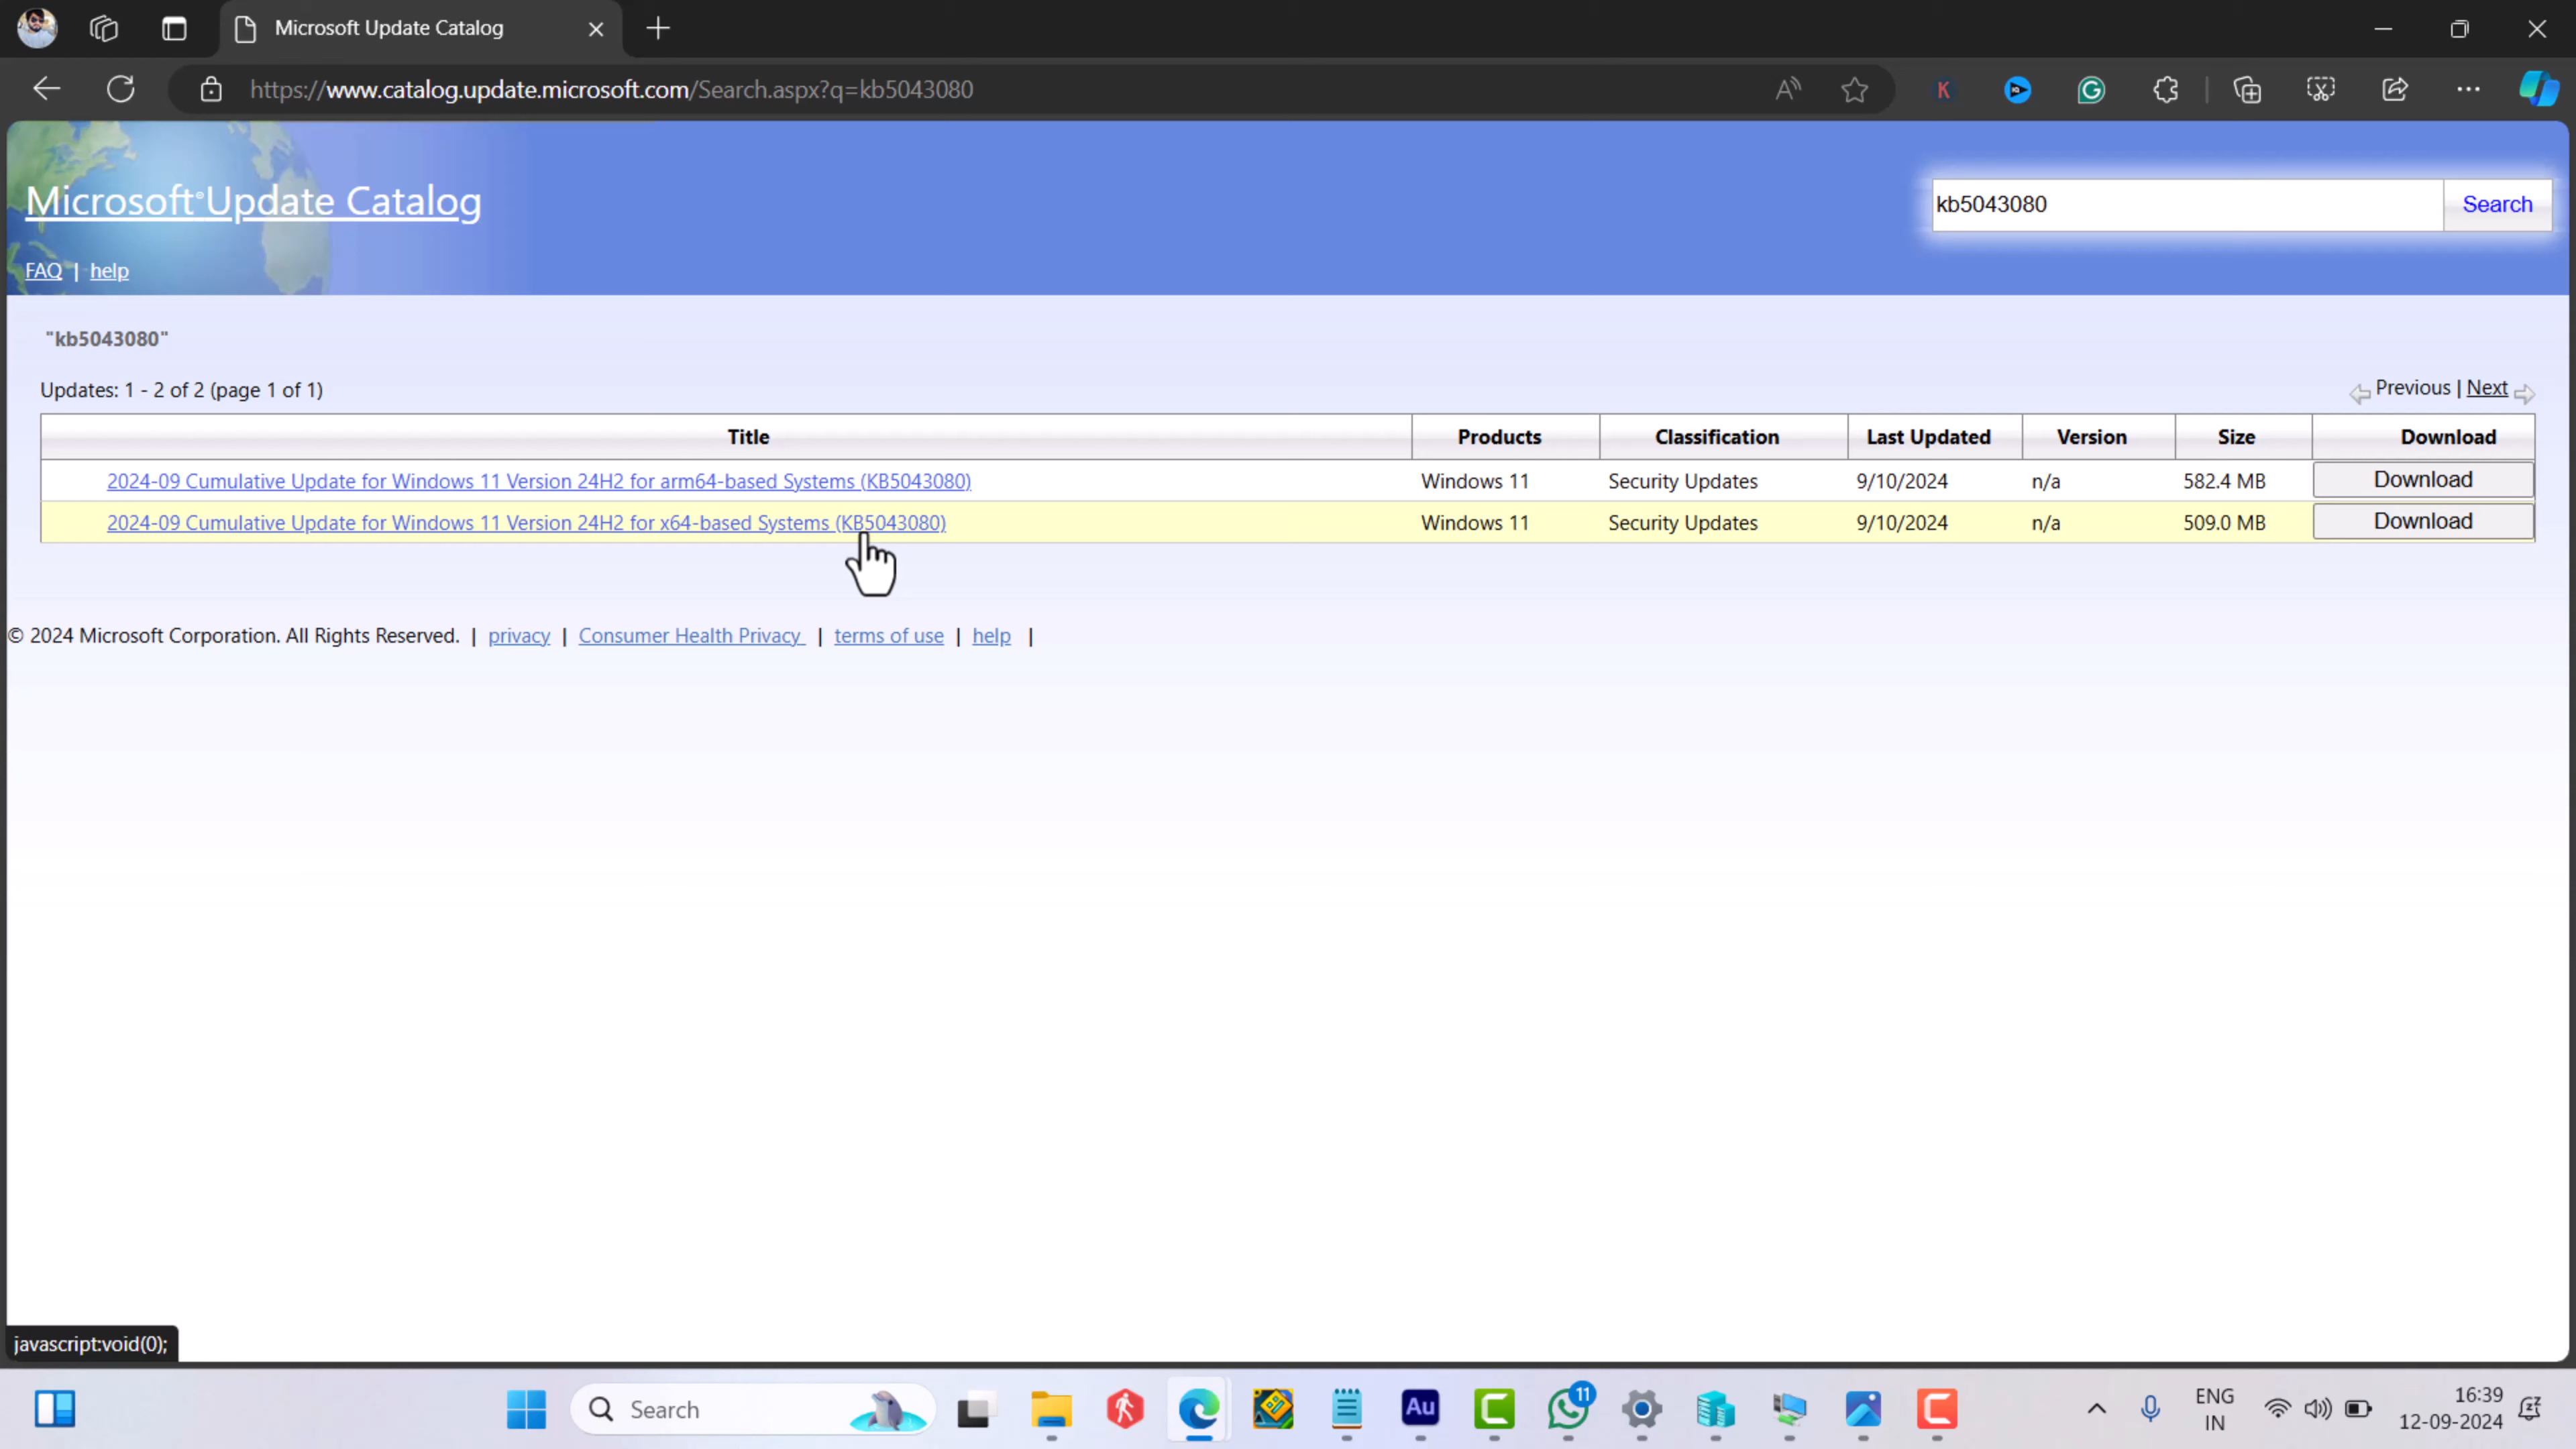 Microsoft Update Catalog
https://www.catalog.update.microsoft.com/Search.aspx?q=kb5043080
Microsoft®Update Catalog
kb5043080
Search
FAQ | help
"kb5043080"
Updates: 1 - 2 of 2 (page 1 of 1)
Previous | Next
Title Products Classification Last Updated Version Size Download
2024-09 Cumulative Update for Windows 11 Version 24H2 for arm64-based Systems (KB5043080) Windows 11 Security Updates 9/10/2024 n/a 582.4 MB Download
2024-09 Cumulative Update for Windows 11 Version 24H2 for x64-based Systems (KB5043080) Windows 11 Security Updates 9/10/2024 n/a 509.0 MB Download
© 2024 Microsoft Corporation. All Rights Reserved. | privacy | Consumer Health Privacy | terms of use | help |
javascript:void(0);
Search
Au
11
ENG
IN
16:39
12-09-2024